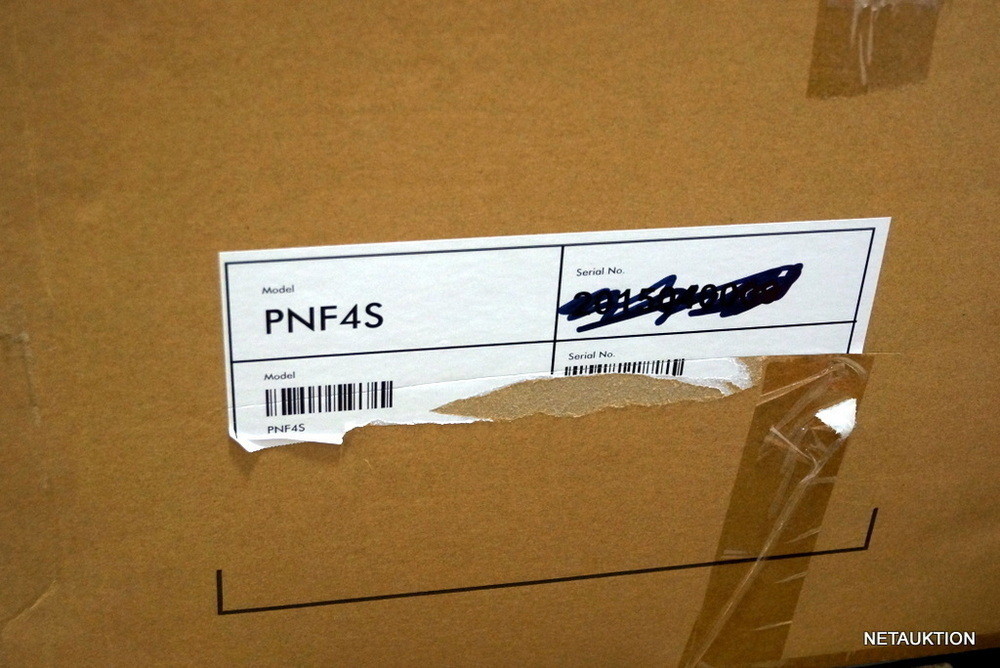 Model
PNF4S
Serial No.
Model
PNF4S
Serial No.
NETAUKTION